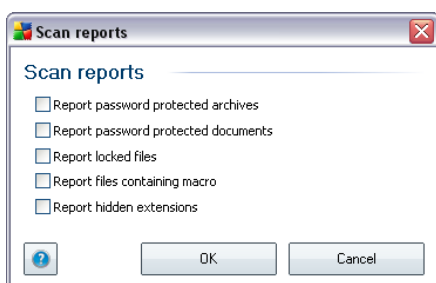 Scan reports
Scan reports
Report password protected archives
Report password protected documents
Report locked files
Report files containing macro
Report hidden extensions
?
OK
Cancel